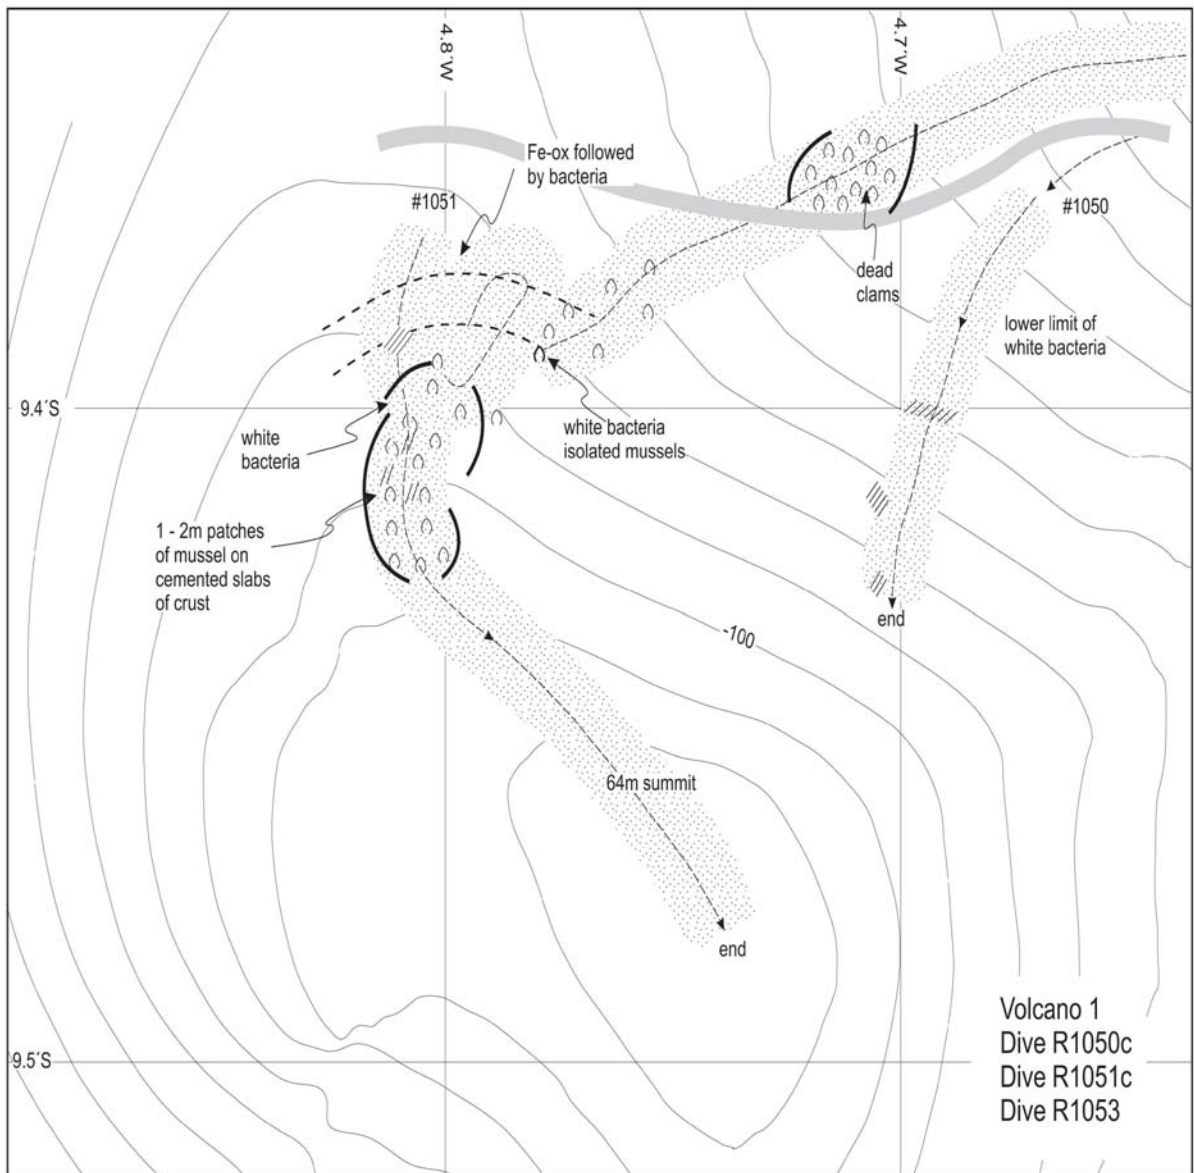 4.8'W
4.7'W
Fe-ox followed
by bacteria
#1051
#1050
dead
clams
lower limit of
white bacteria
9.4'S
white
bacteria
white bacteria
isolated mussels
1 - 2m patches
of mussel on
cemented slabs
of crust
end
-100
64m summit
end
9.5'S
Volcano 1
Dive R1050c
Dive R1051c
Dive R1053